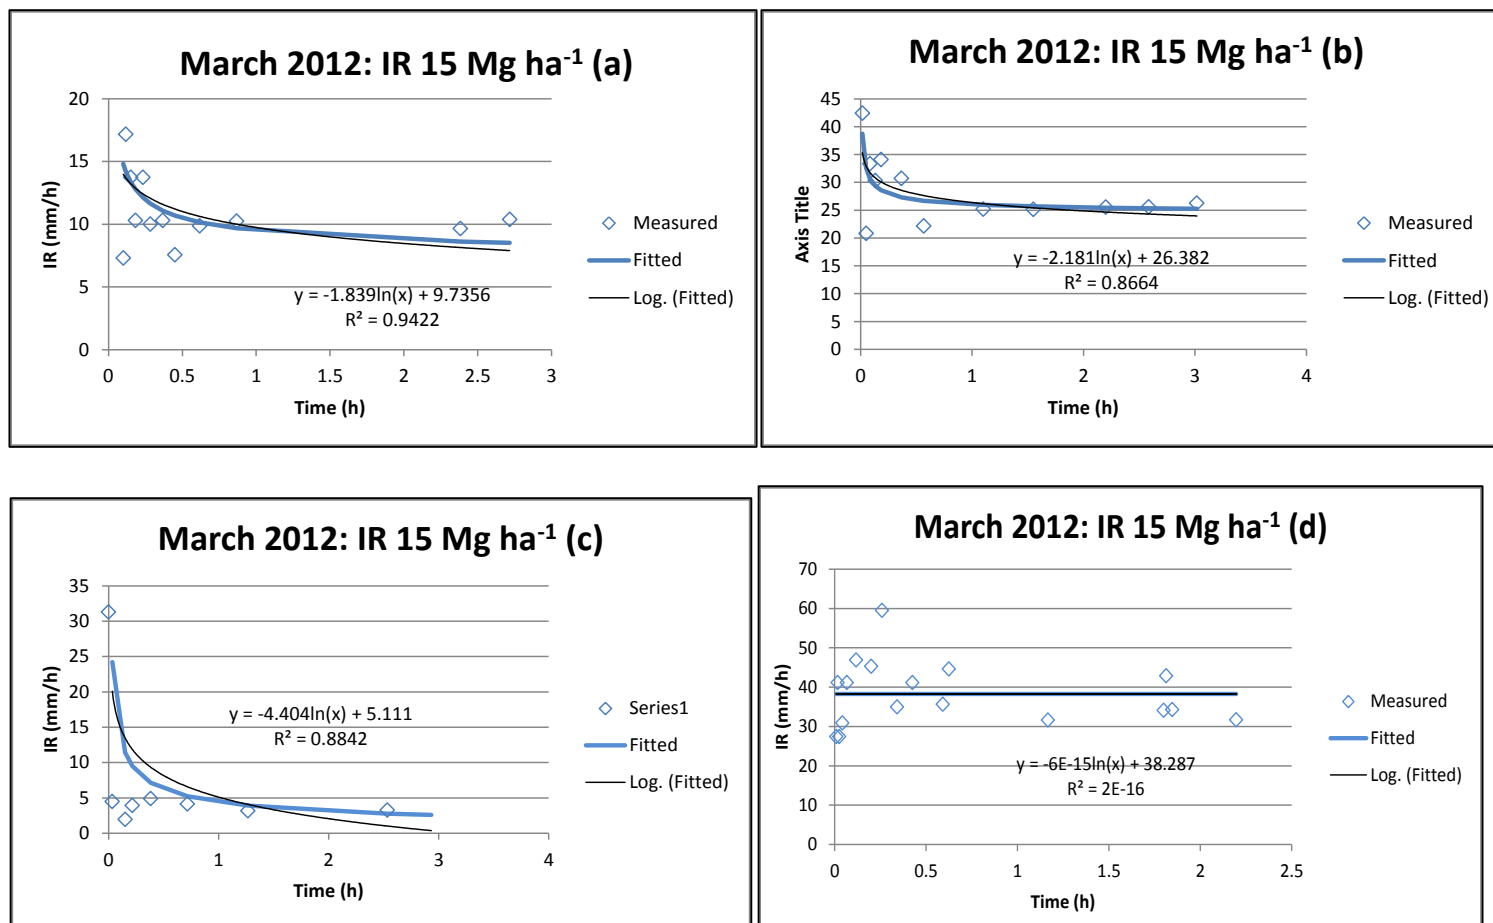 March 2012: IR 15 Mg ha⁻¹ (a)
20
15
10
5
0
IR (mm/h)
0
0.5
1
1.5
2
2.5
3
Time (h)
y = -1.839ln(x) + 9.7356
R² = 0.9422
Measured
Fitted
Log. (Fitted)
March 2012: IR 15 Mg ha⁻¹ (b)
45
40
35
30
25
20
15
10
5
0
Axis Title
0
1
2
3
4
Time (h)
y = -2.181ln(x) + 26.382
R² = 0.8664
Measured
Fitted
Log. (Fitted)
March 2012: IR 15 Mg ha⁻¹ (c)
35
30
25
20
15
10
5
0
IR (mm/h)
0
1
2
3
4
Time (h)
y = -4.404ln(x) + 5.111
R² = 0.8842
Series1
Fitted
Log. (Fitted)
March 2012: IR 15 Mg ha⁻¹ (d)
70
60
50
40
30
20
10
0
IR (mm/h)
0
0.5
1
1.5
2
2.5
Time (h)
y = -6E-15ln(x) + 38.287
R² = 2E-16
Measured
Fitted
Log. (Fitted)